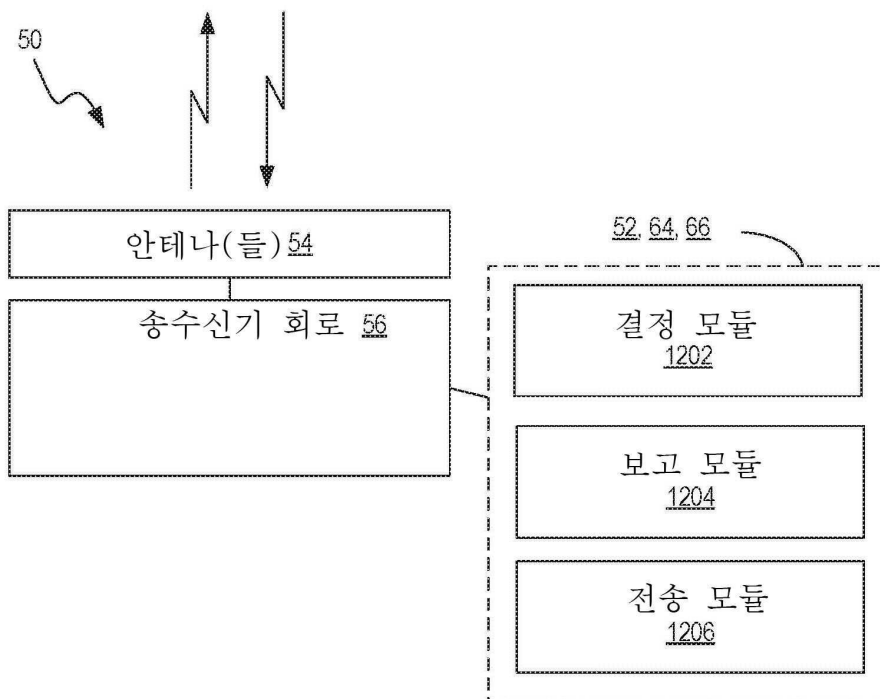 50
안테나(들) 54
송수신기 회로 56
52, 64, 66
결정 모듈
1202
보고 모듈
1204
전송 모듈
1206